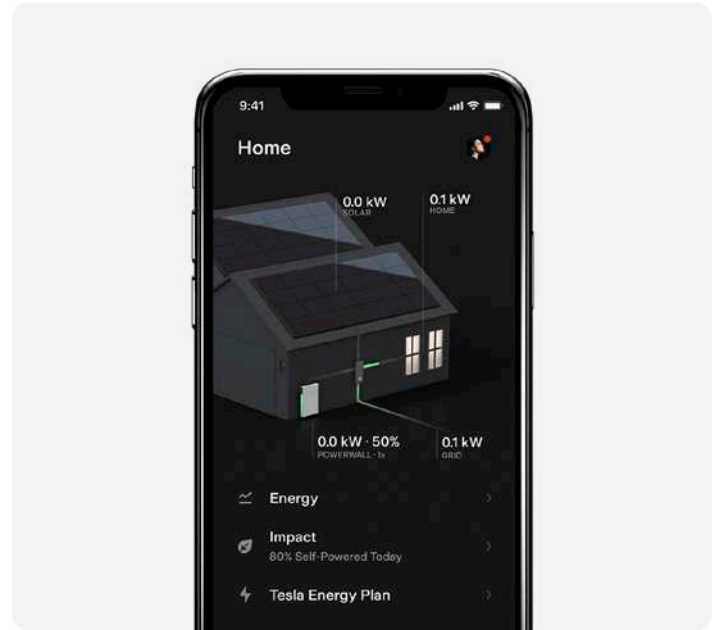 9:41
Home
0.0 kW
SOLAR
0.1 kW
HOME
0.0 kW · 50%
POWERWALL · 1x
0.1 kW
GRID
Energy
Impact
80% Self-Powered Today
Tesla Energy Plan